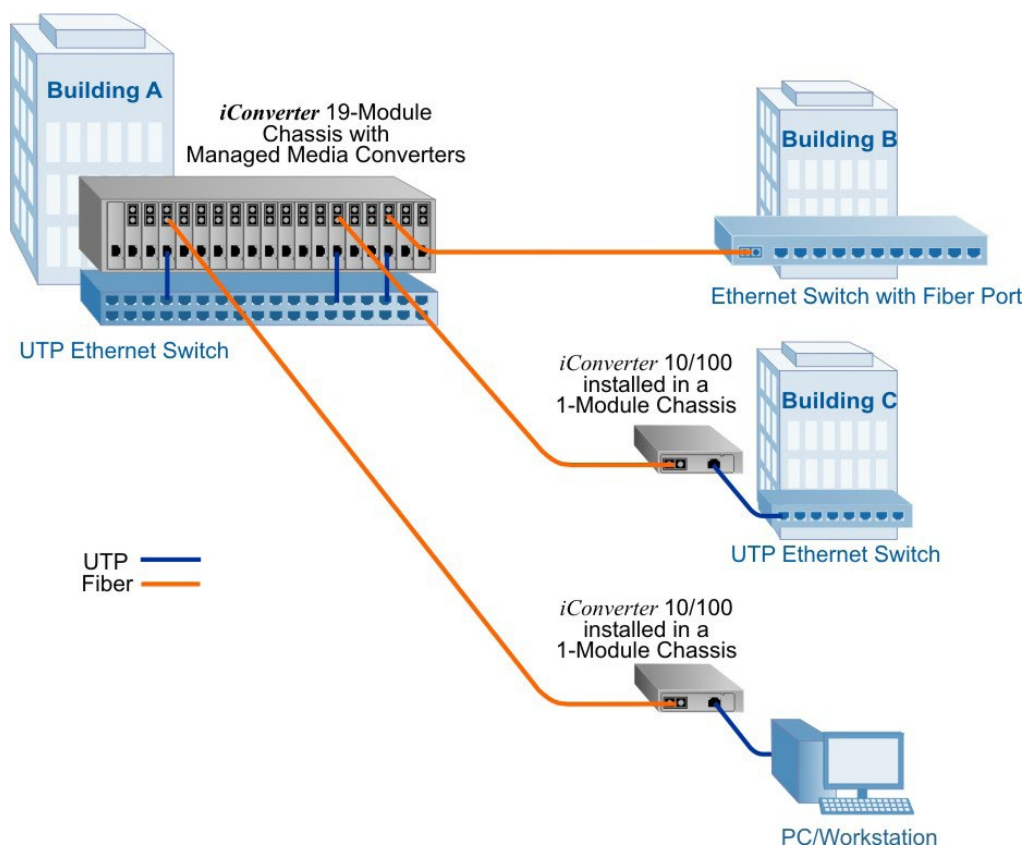 Building A
iConverter 19-Module
Chassis with
Managed Media Converters
Building B
Ethernet Switch with Fiber Port
UTP Ethernet Switch
iConverter 10/100
installed in a
1-Module Chassis
Building C
UTP Ethernet Switch
UTP
Fiber
iConverter 10/100
installed in a
1-Module Chassis
PC/Workstation